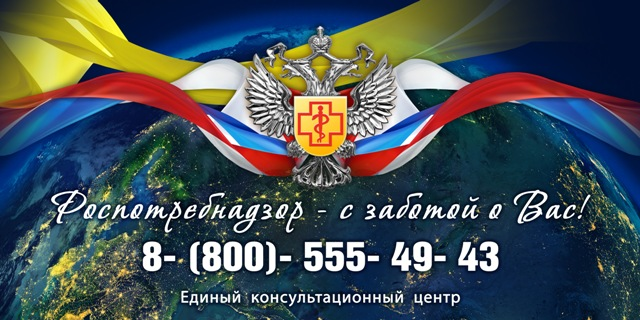 Роспотребнадзор - с заботой о Вас!
8- (800)- 555- 49- 43
Единый консультационный центр